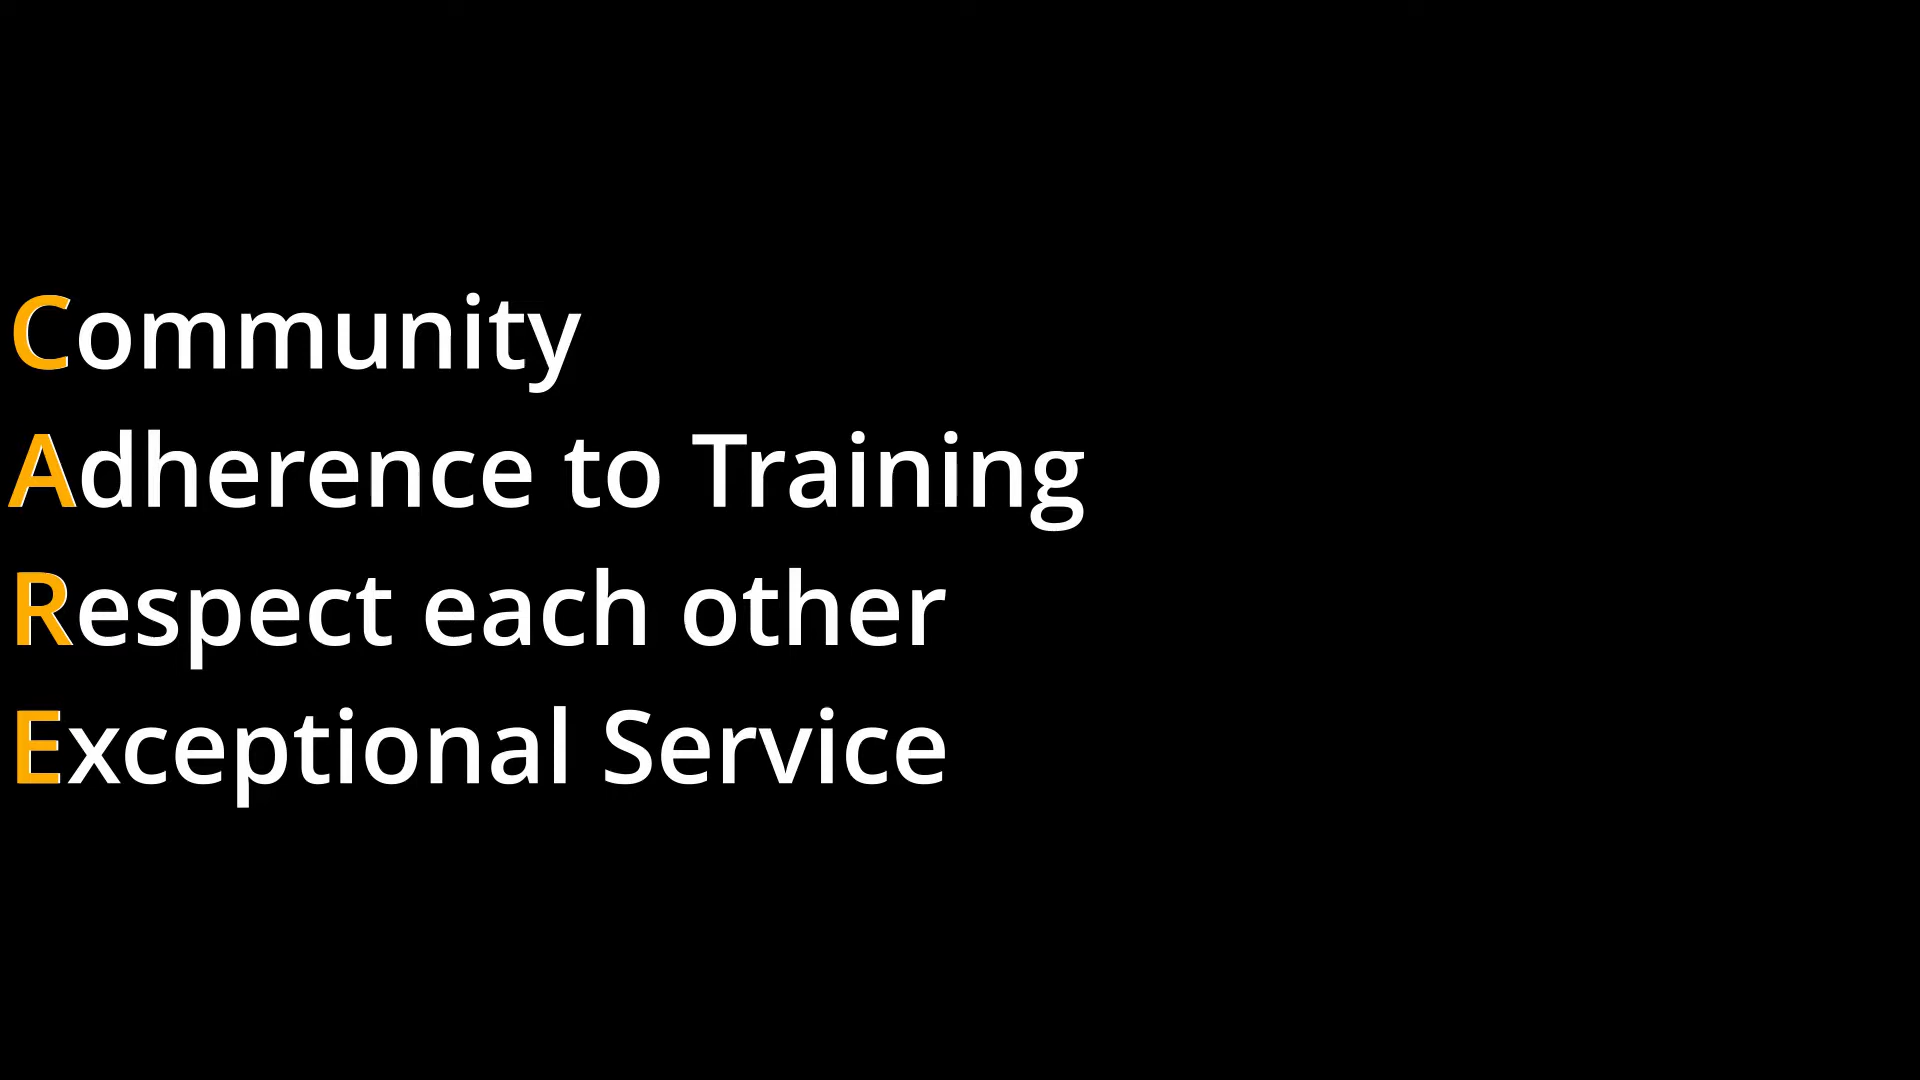 Community
Adherence to Training
Respect each other
Exceptional Service